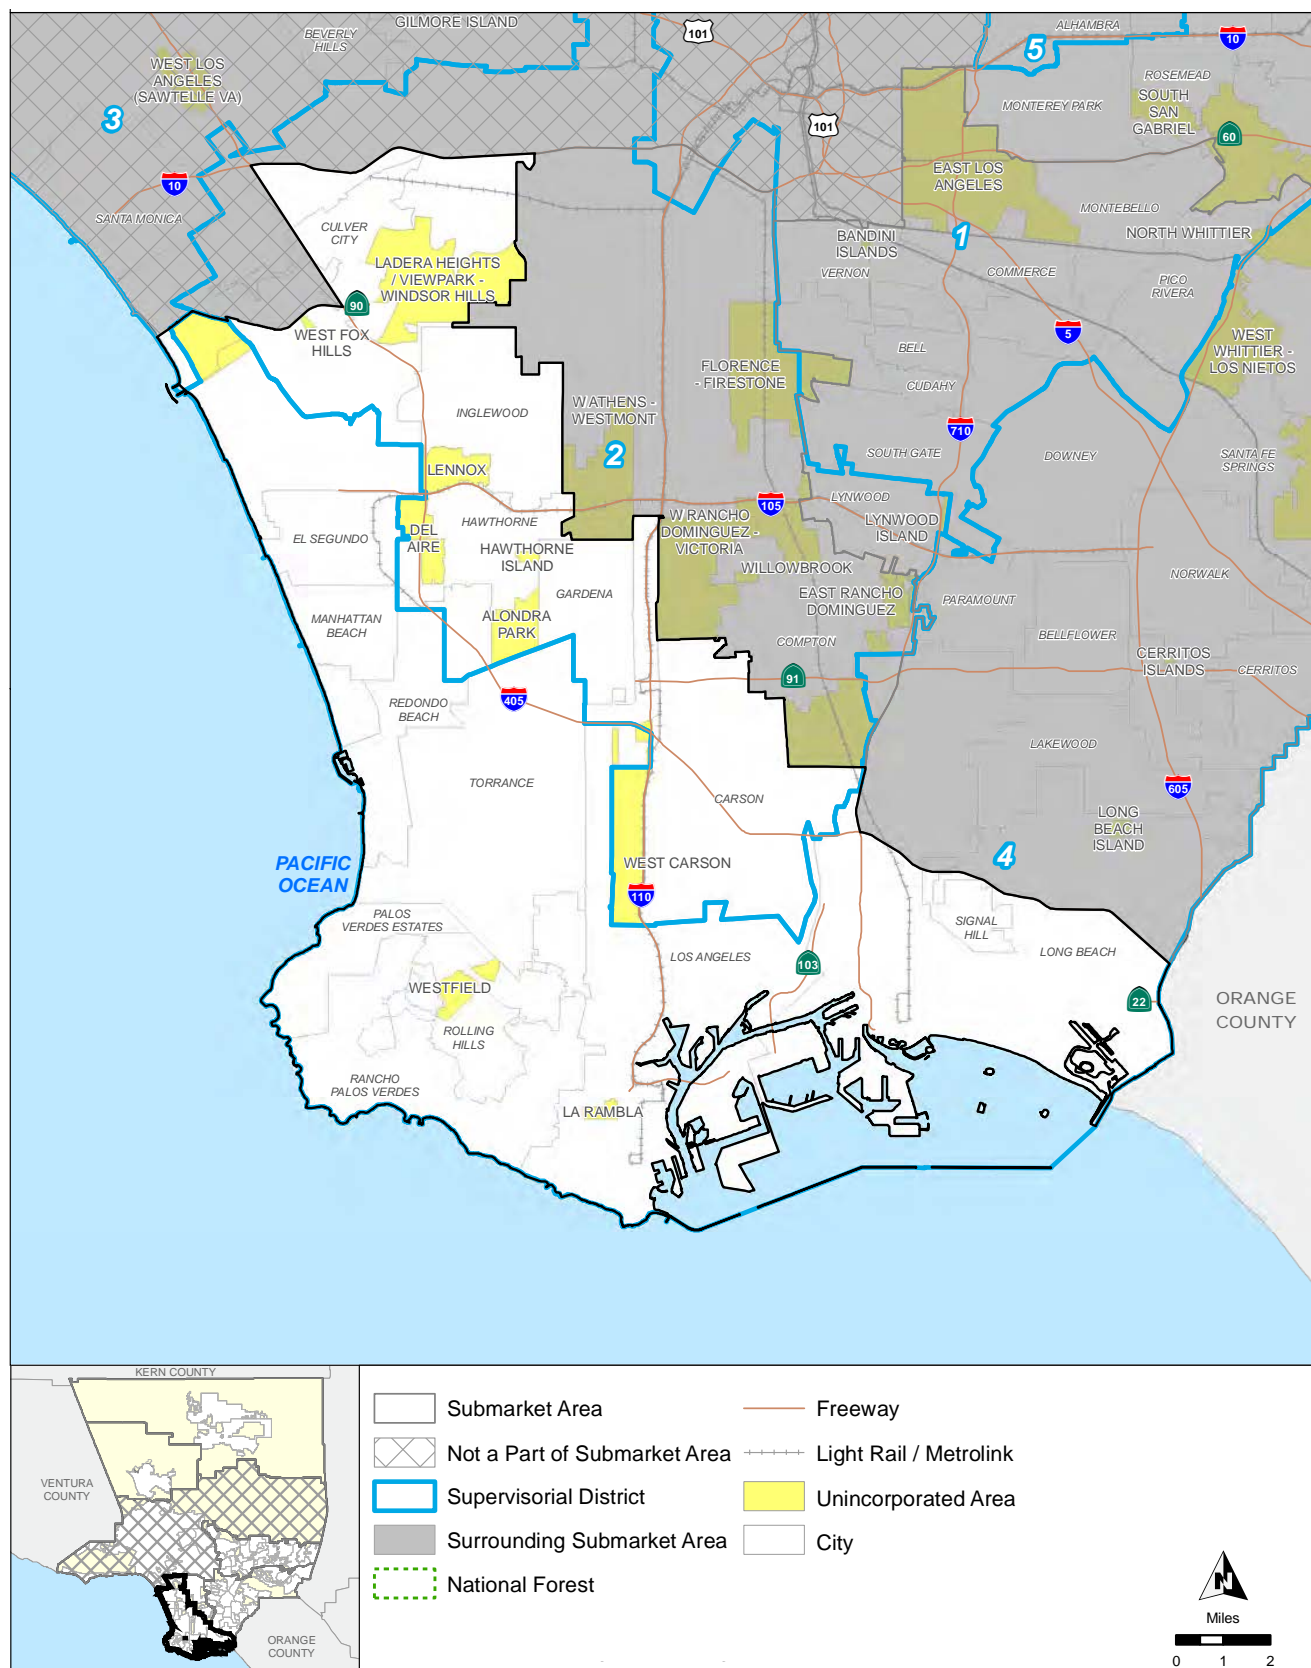 GILMORE ISLAND
BEVERLY
HILLS
101
ALHAMBRA
10
5
WEST LOS
ANGELES
(SAWTELLE VA)
ROSEMEAD
MONTEREY PARK
SOUTH
SAN
GABRIEL
3
101
60
10
EAST LOS
ANGELES
SANTA MONICA
CULVER
CITY
MONTEBELLO
NORTH WHITTIER
BANDINI
ISLANDS
1
VERNON
COMMERCE
PICO
RIVERA
LADERA HEIGHTS
/ VIEWPARK -
WINDSOR HILLS
90
WEST FOX
HILLS
5
WEST
WHITTIER -
LOS NIETOS
BELL
FLORENCE
- FIRESTONE
CUDAHY
W ATHENS -
WESTMONT
INGLEWOOD
710
2
SOUTH GATE
DOWNEY
SANTA FE
SPRINGS
LENNOX
LYNWOOD
105
W RANCHO
DOMINGUEZ -
VICTORIA
LYNWOOD
ISLAND
HAWTHORNE
DEL
AIRE
EL SEGUNDO
HAWTHORNE
ISLAND
WILLOWBROOK
NORWALK
GARDENA
EAST RANCHO
DOMINGUEZ
PARAMOUNT
MANHATTAN
BEACH
ALONDRA
PARK
BELLFLOWER
COMPTON
CERRITOS
ISLANDS
CERRITOS
91
REDONDO
BEACH
405
LAKEWOOD
TORRANCE
CARSON
605
LONG
BEACH
ISLAND
PACIFIC
OCEAN
WEST CARSON
4
110
PALOS
VERDES ESTATES
SIGNAL
HILL
LOS ANGELES
LONG BEACH
103
WESTFIELD
22
ORANGE
COUNTY
ROLLING
HILLS
RANCHO
PALOS VERDES
LA RAMBLA
KERN COUNTY
VENTURA
COUNTY
ORANGE
COUNTY
Submarket Area
Not a Part of Submarket Area
Supervisorial District
Surrounding Submarket Area
National Forest
Freeway
Light Rail / Metrolink
Unincorporated Area
City
N
Miles
0 1 2